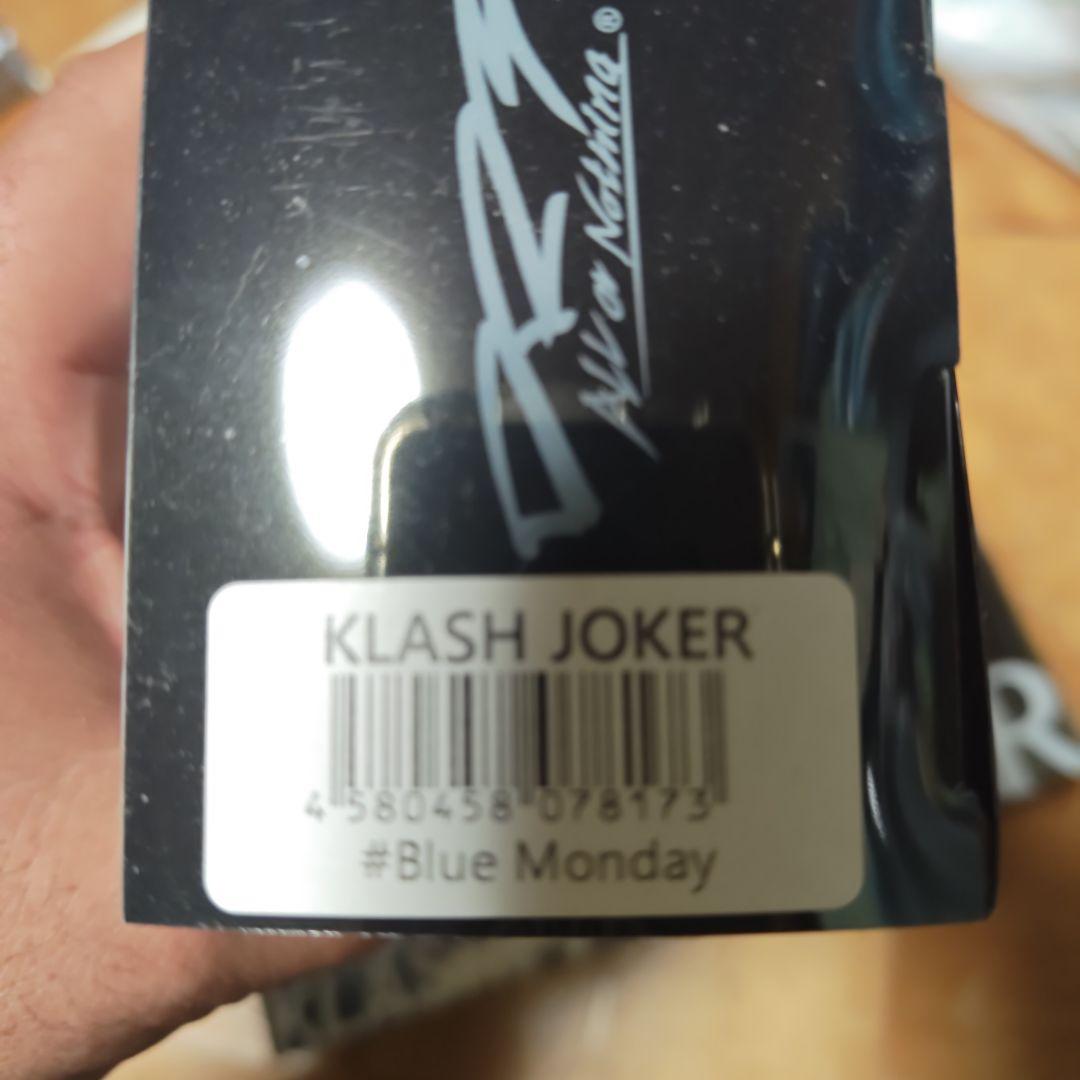 All or Nothing®
KLASH JOKER
4 580458 078173
#Blue Monday
R